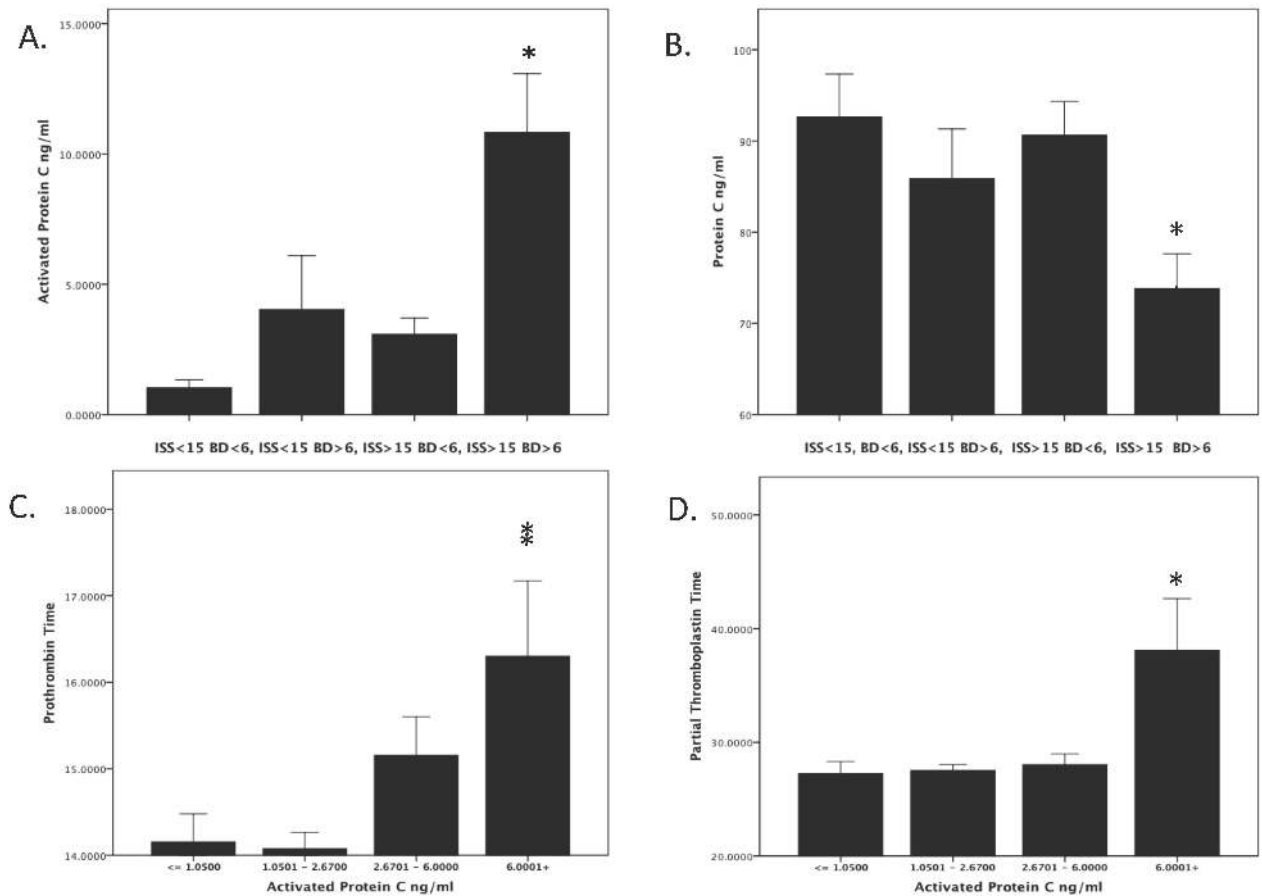 A.
15.0000
10.0000
5.0000
0.0000
Activated Protein C ng/ml
*
ISS<15 BD<6, ISS<15 BD>6, ISS>15 BD<6, ISS>15 BD>6
B.
100
90
80
70
60
Protein C ng/ml
*
ISS<15, BD<6, ISS<15 BD>6, ISS>15 BD<6, ISS>15 BD>6
C.
18.0000
17.0000
16.0000
15.0000
14.0000
Prothrombin Time
**
<= 1.0500 1.0501 - 2.6700 2.6701 - 6.0000 6.0001+
Activated Protein C ng/ml
D.
50.0000
40.0000
30.0000
20.0000
Partial Thromboplastin Time
*
<= 1.0500 1.0501 - 2.6700 2.6701 - 6.0000 6.0001+
Activated Protein C ng/ml